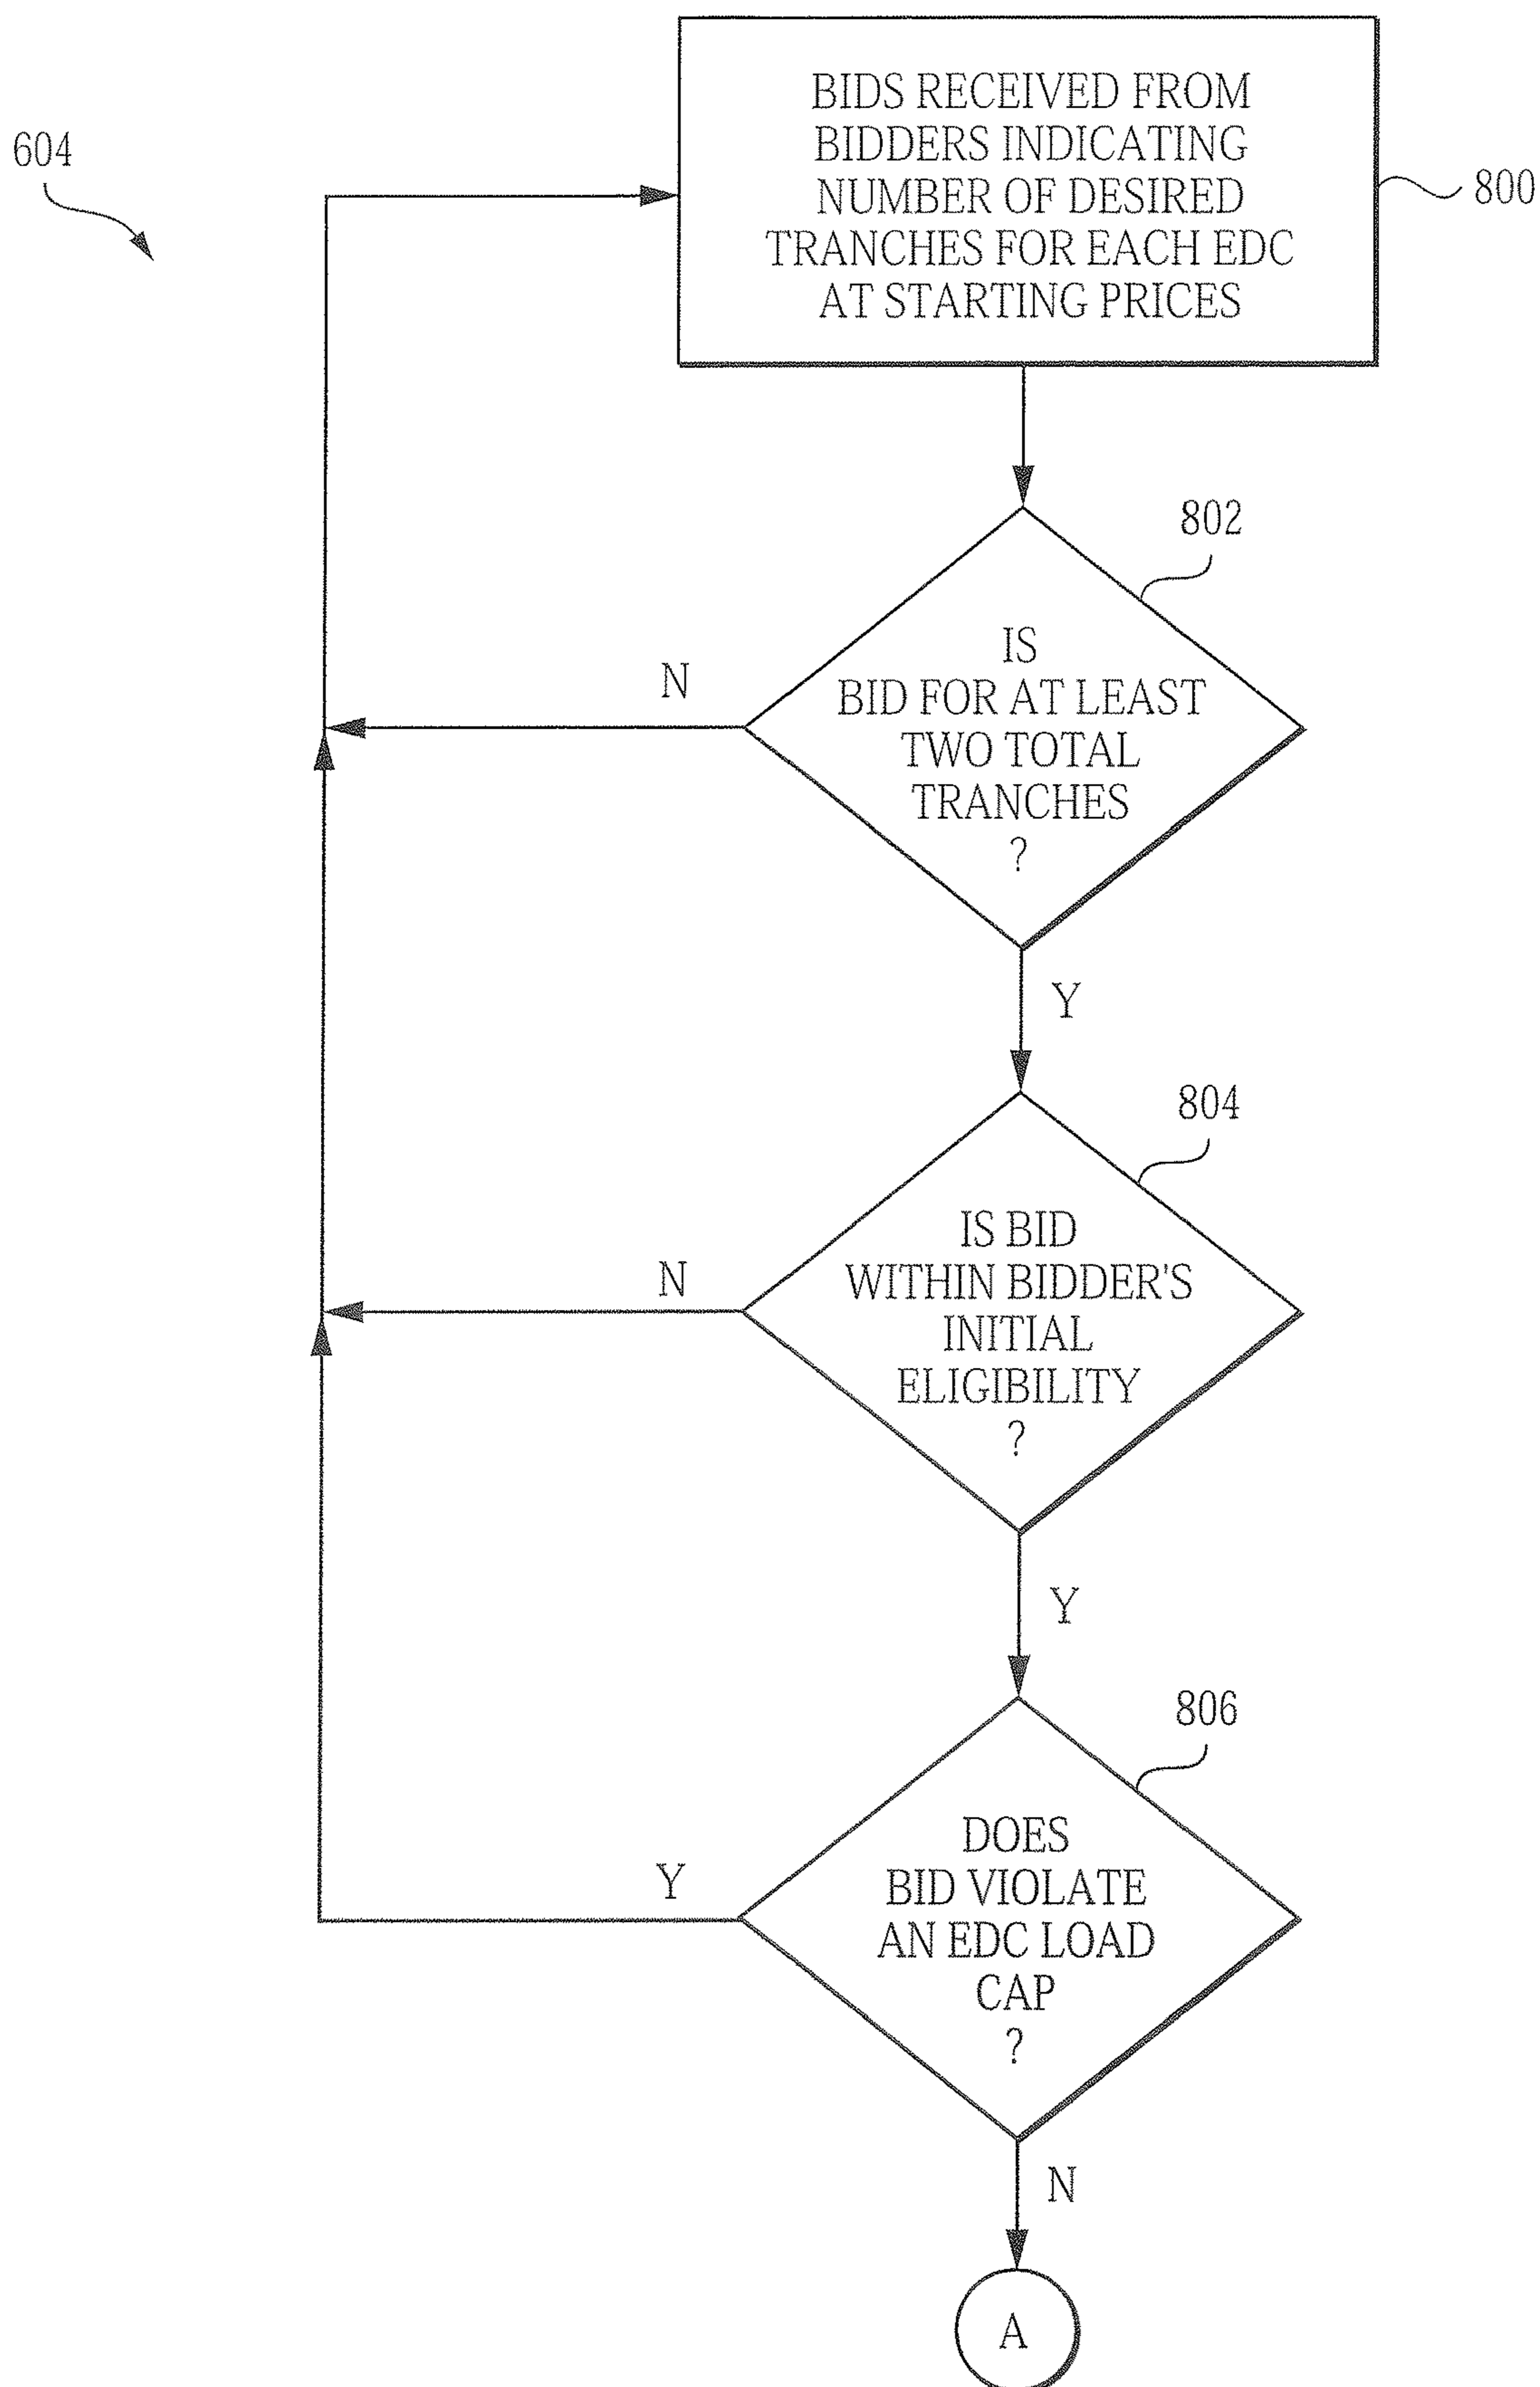 604
BIDS RECEIVED FROM
BIDDERS INDICATING
NUMBER OF DESIRED
TRANCHES FOR EACH EDC
AT STARTING PRICES
800
802
IS
BID FOR AT LEAST
TWO TOTAL
TRANCHES
?
N
Y
804
IS BID
WITHIN BIDDER'S
INITIAL
ELIGIBILITY
?
N
Y
806
DOES
BID VIOLATE
AN EDC LOAD
CAP
?
Y
N
A